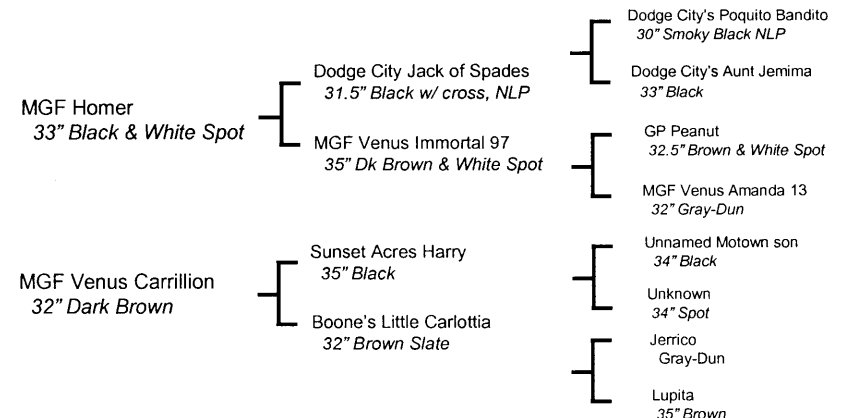 Dodge City's Poquito Bandito
30" Smoky Black NLP
Dodge City Jack of Spades
31.5" Black w/ cross, NLP
Dodge City's Aunt Jemima
33" Black
MGF Homer
33" Black & White Spot
GP Peanut
32.5" Brown & White Spot
MGF Venus Immortal 97
35" Dk Brown & White Spot
MGF Venus Amanda 13
32" Gray-Dun
Unnamed Motown son
34" Black
Sunset Acres Harry
35" Black
MGF Venus Carrillion
32" Dark Brown
Unknown
34" Spot
Boone's Little Carlottia
32" Brown Slate
Jerrico
Gray-Dun
Lupita
35" Brown